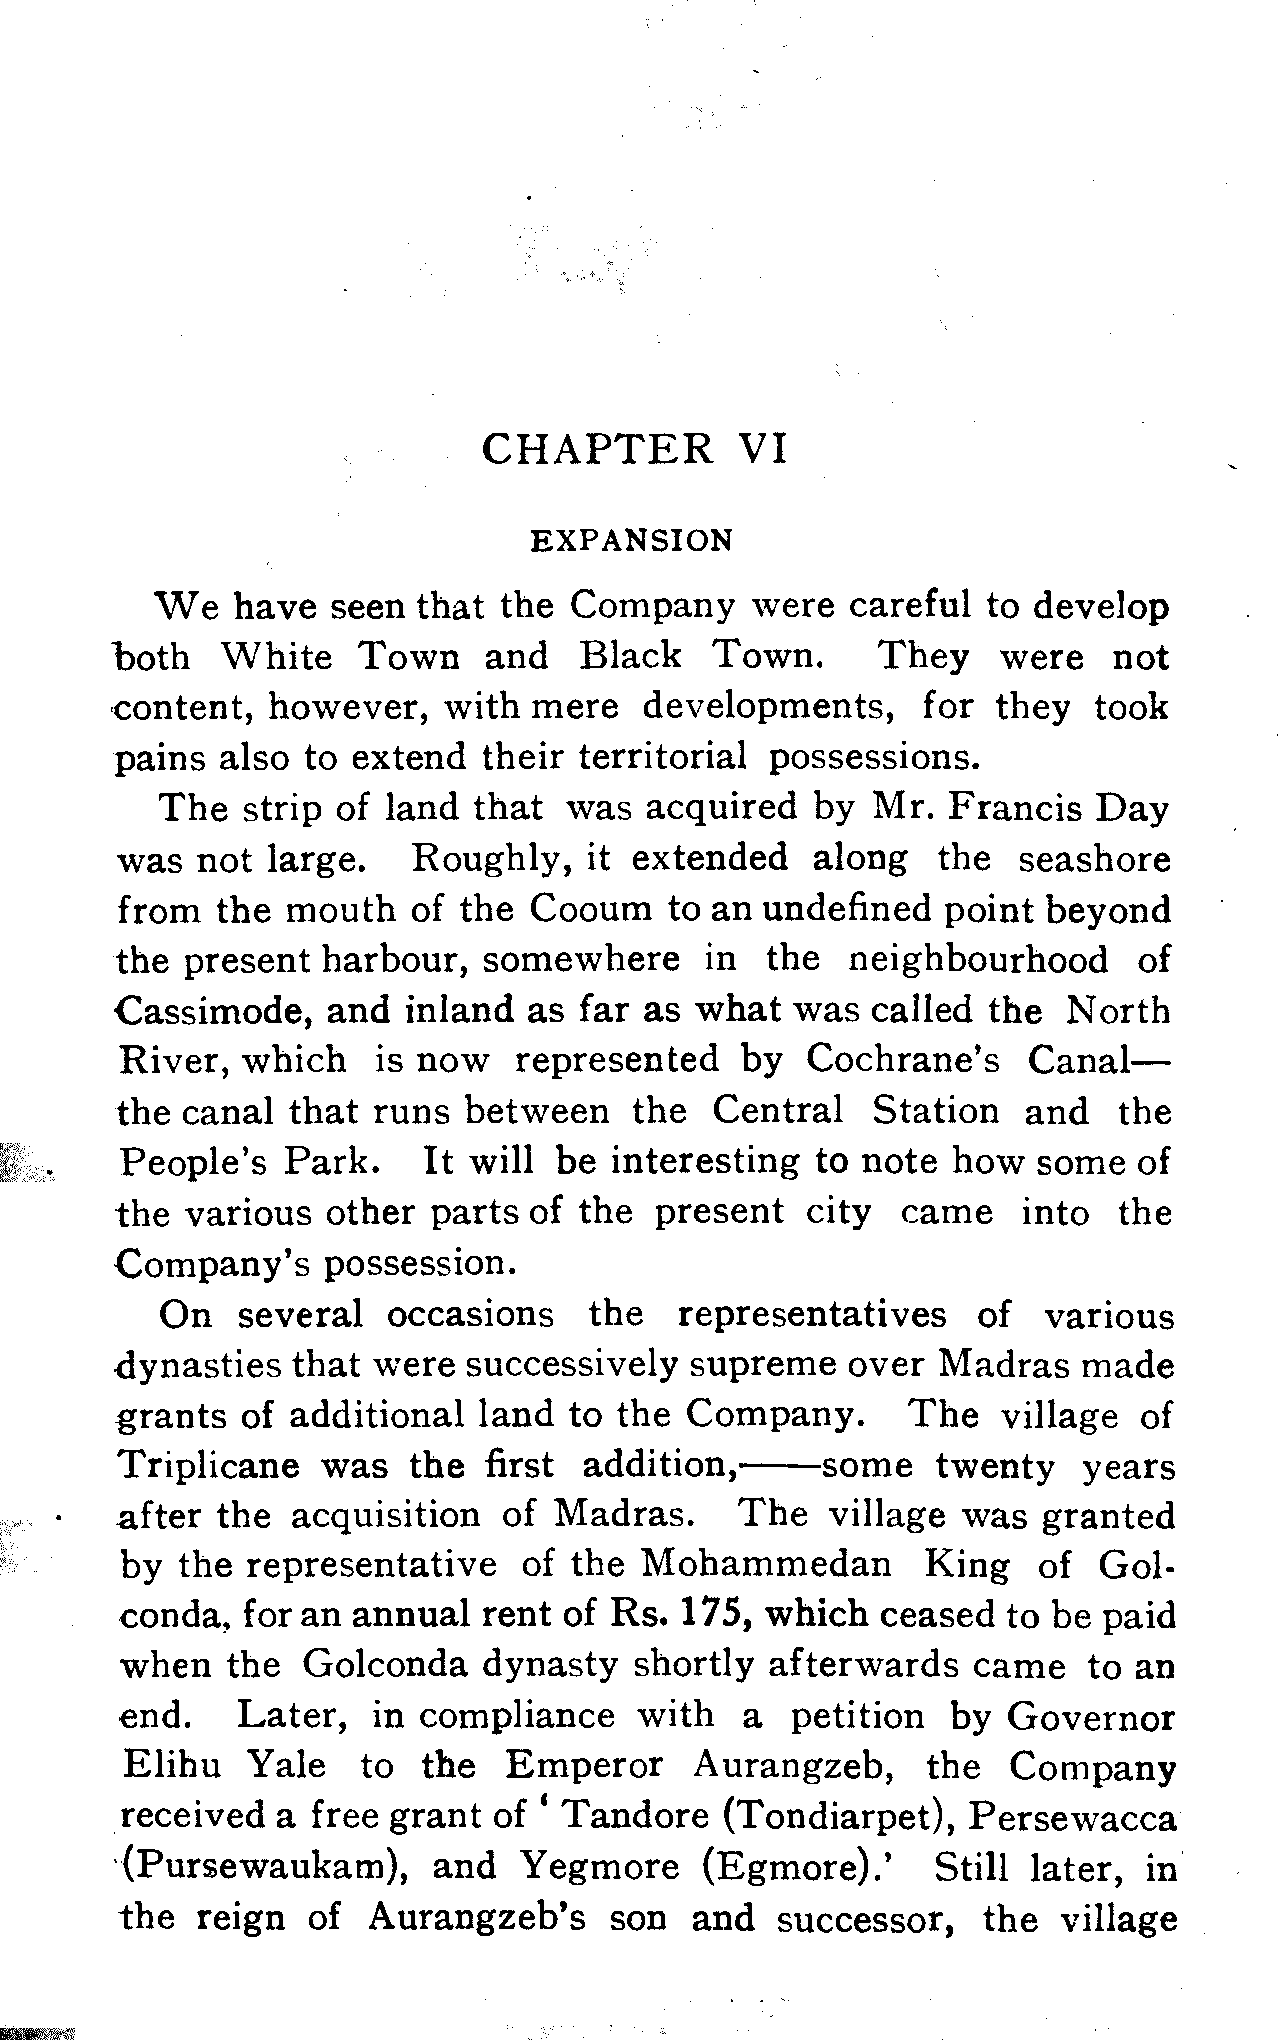 CHAPTER VI
EXPANSION
We have seen that the Company were careful to develop
both White Town and Black Town. They were not
content, however, with mere developments, for they took
pains also to extend their territorial possessions.
The strip of land that was acquired by Mr. Francis Day
was not large. Roughly, it extended along the seashore
from the mouth of the Cooum to an undefined point beyond
the present harbour, somewhere in the neighbourhood of
Cassimode, and inland as far as what was called the North
River, which is now represented by Cochrane's Canal—
the canal that runs between the Central Station and the
People's Park. It will be interesting to note how some of
the various other parts of the present city came into the
Company's possession.
On several occasions the representatives of various
dynasties that were successively supreme over Madras made
grants of additional land to the Company. The village of
Triplicane was the first addition,——some twenty years
after the acquisition of Madras. The village was granted
by the representative of the Mohammedan King of Gol-
conda, for an annual rent of Rs. 175, which ceased to be paid
when the Golconda dynasty shortly afterwards came to an
end. Later, in compliance with a petition by Governor
Elihu Yale to the Emperor Aurangzeb, the Company
received a free grant of ' Tandore (Tondiarpet), Persewacca
(Pursewaukam), and Yegmore (Egmore).' Still later, in
the reign of Aurangzeb's son and successor, the village